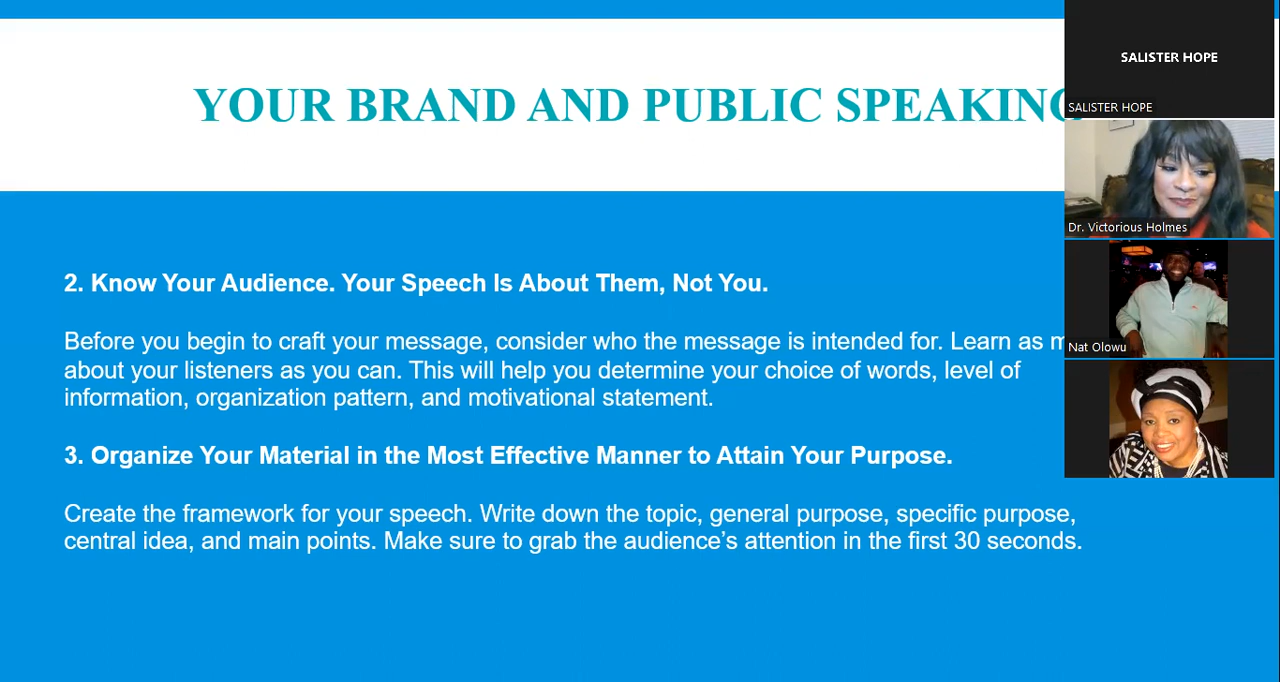 YOUR BRAND AND PUBLIC SPEAKING
2. Know Your Audience. Your Speech Is About Them, Not You.
Before you begin to craft your message, consider who the message is intended for. Learn as
about your listeners as you can. This will help you determine your choice of words, level of
information, organization pattern, and motivational statement.
3. Organize Your Material in the Most Effective Manner to Attain Your Purpose.
Create the framework for your speech. Write down the topic, general purpose, specific purpose,
central idea, and main points. Make sure to grab the audience’s attention in the first 30 seconds.
SALISTER HOPE
SALISTER HOPE
Dr. Victorious Holmes
Nat Olowu